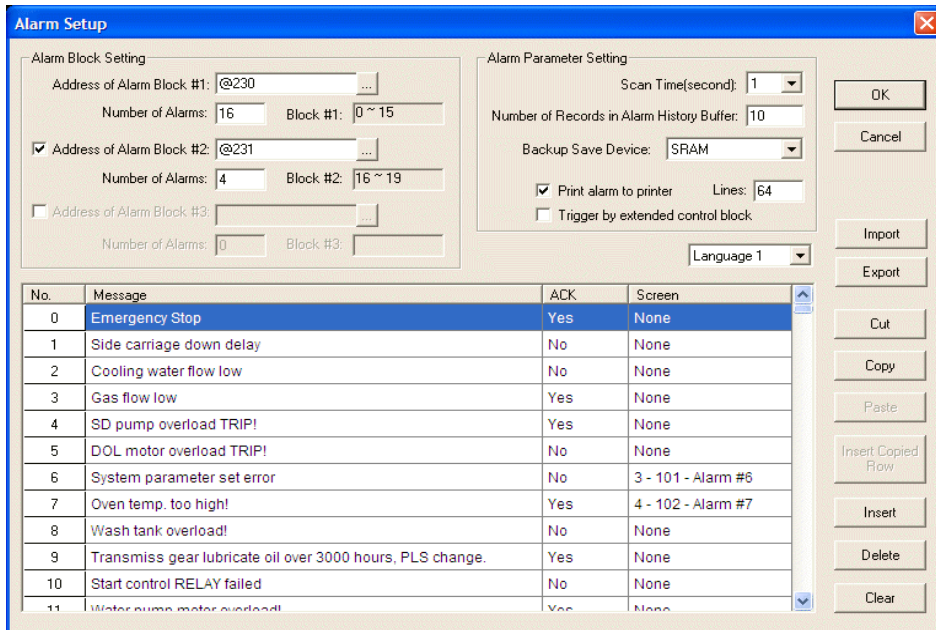 Alarm Setup
Alarm Block Setting
Address of Alarm Block #1: @230 ...
Number of Alarms: 16 Block #1: 0 ~ 15
Address of Alarm Block #2: @231 ...
Number of Alarms: 4 Block #2: 16 ~ 19
Address of Alarm Block #3: ...
Number of Alarms: 0 Block #3:
Alarm Parameter Setting
Scan Time(second): 1
Number of Records in Alarm History Buffer: 10
Backup Save Device: SRAM
Print alarm to printer Lines: 64
Trigger by extended control block
Language 1
OK
Cancel
Import
Export
Cut
Copy
Paste
Insert Copied
Row
Insert
Delete
Clear
No. Message ACK Screen
0 Emergency Stop Yes None
1 Side carriage down delay No None
2 Cooling water flow low No None
3 Gas flow low Yes None
4 SD pump overload TRIP! Yes None
5 DOL motor overload TRIP! No None
6 System parameter set error No 3 - 101 - Alarm #6
7 Oven temp. too high! Yes 4 - 102 - Alarm #7
8 Wash tank overload! No None
9 Transmiss gear lubricate oil over 3000 hours, PLS change. Yes None
10 Start control RELAY failed No None
11 Water pump motor overload! Yes None